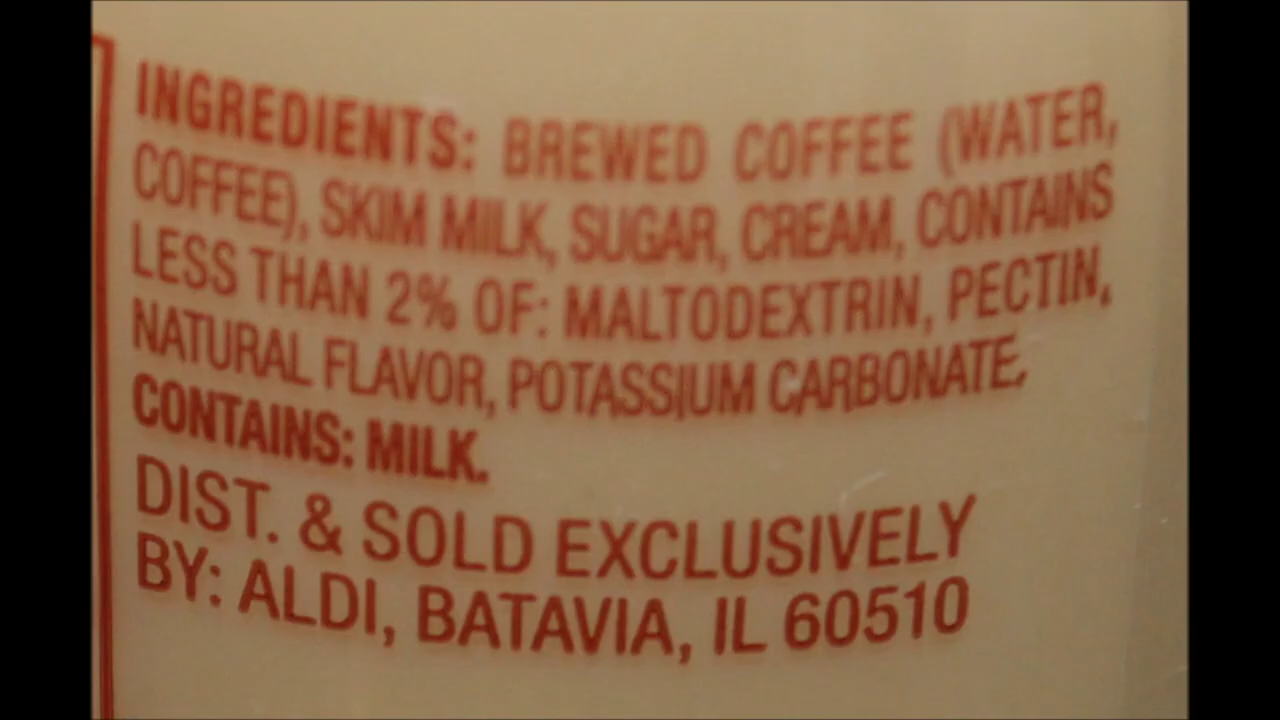 INGREDIENTS: BREWED COFFEE (WATER,
COFFEE), SKIM MILK, SUGAR, CREAM, CONTAINS
LESS THAN 2% OF: MALTODEXTRIN, PECTIN,
NATURAL FLAVOR, POTASSIUM CARBONATE.
CONTAINS: MILK.
DIST. & SOLD EXCLUSIVELY
BY: ALDI, BATAVIA, IL 60510